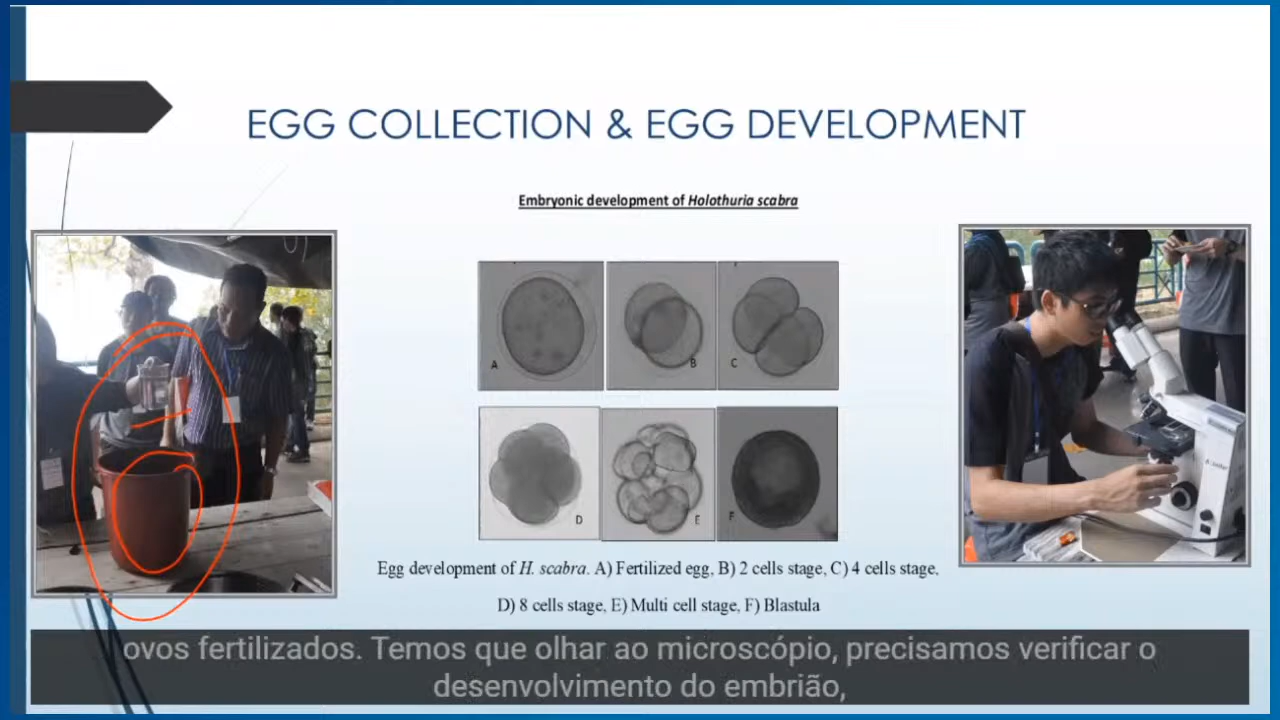 EGG COLLECTION & EGG DEVELOPMENT
Embryonic development of Holothuria scabra
A
B
C
D
E
F
Egg development of H. scabra. A) Fertilized egg, B) 2 cells stage, C) 4 cells stage,
D) 8 cells stage, E) Multi cell stage, F) Blastula
ovos fertilizados. Temos que olhar ao microscópio, precisamos verificar o
desenvolvimento do embrião,